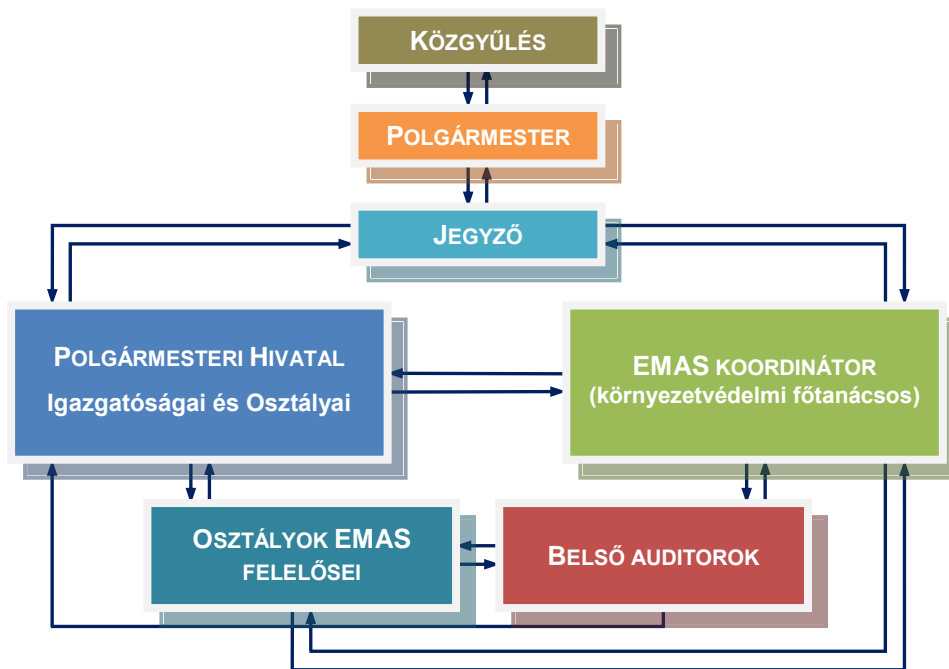 KÖZGYŰLÉS
POLGÁRMESTER
JEGYZŐ
POLGÁRMESTERI HIVATAL
Igazgatóságai és Osztályai
EMAS KOORDINÁTOR
(környezetvédelmi főtanácsos)
OSZTÁLYOK EMAS
FELELŐSEI
BELSŐ AUDITOROK